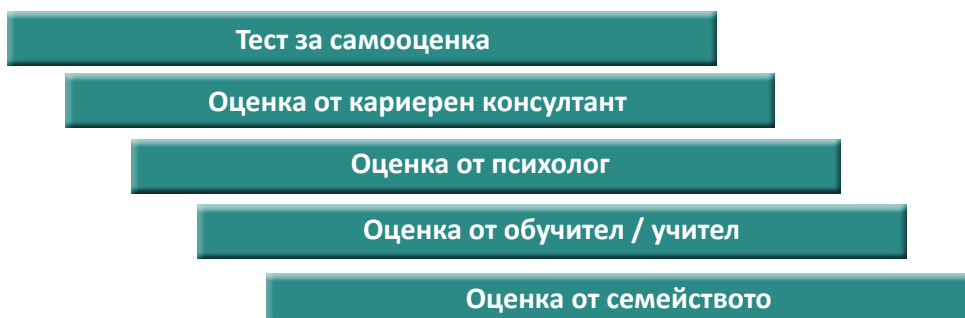 Тест за самооценка
Оценка от кариерен консултант
Оценка от психолог
Оценка от обучител / учител
Оценка от семейството